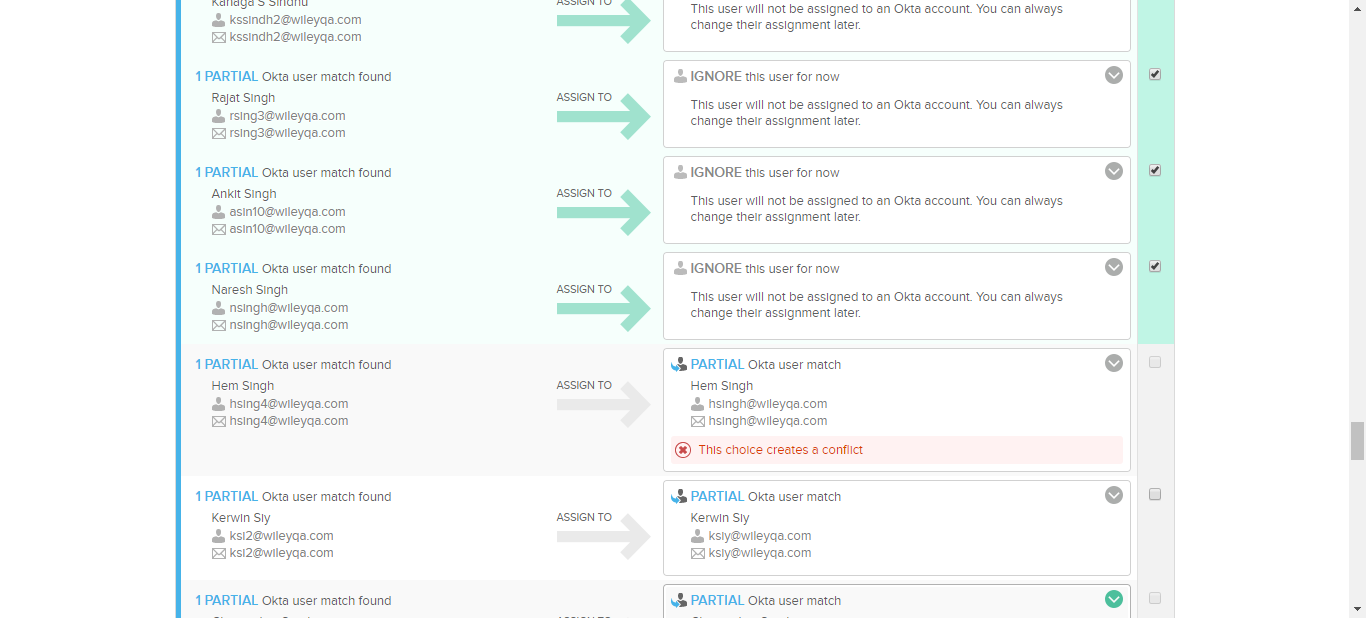 Kanaga S Sindhu
kssindh2@wileyqa.com
kssindh2@wileyqa.com
ASSIGN TO
This user will not be assigned to an Okta account. You can always
change their assignment later.
1 PARTIAL Okta user match found
Rajat Singh
rsing3@wileyqa.com
rsing3@wileyqa.com
ASSIGN TO
IGNORE this user for now
This user will not be assigned to an Okta account. You can always
change their assignment later.
1 PARTIAL Okta user match found
Ankit Singh
asin10@wileyqa.com
asin10@wileyqa.com
ASSIGN TO
IGNORE this user for now
This user will not be assigned to an Okta account. You can always
change their assignment later.
1 PARTIAL Okta user match found
Naresh Singh
nsingh@wileyqa.com
nsingh@wileyqa.com
ASSIGN TO
IGNORE this user for now
This user will not be assigned to an Okta account. You can always
change their assignment later.
1 PARTIAL Okta user match found
Hem Singh
hsing4@wileyqa.com
hsing4@wileyqa.com
ASSIGN TO
PARTIAL Okta user match
Hem Singh
hsingh@wileyqa.com
hsingh@wileyqa.com
This choice creates a conflict
1 PARTIAL Okta user match found
Kerwin Siy
ksi2@wileyqa.com
ksi2@wileyqa.com
ASSIGN TO
PARTIAL Okta user match
Kerwin Siy
ksiy@wileyqa.com
ksiy@wileyqa.com
1 PARTIAL Okta user match found
PARTIAL Okta user match